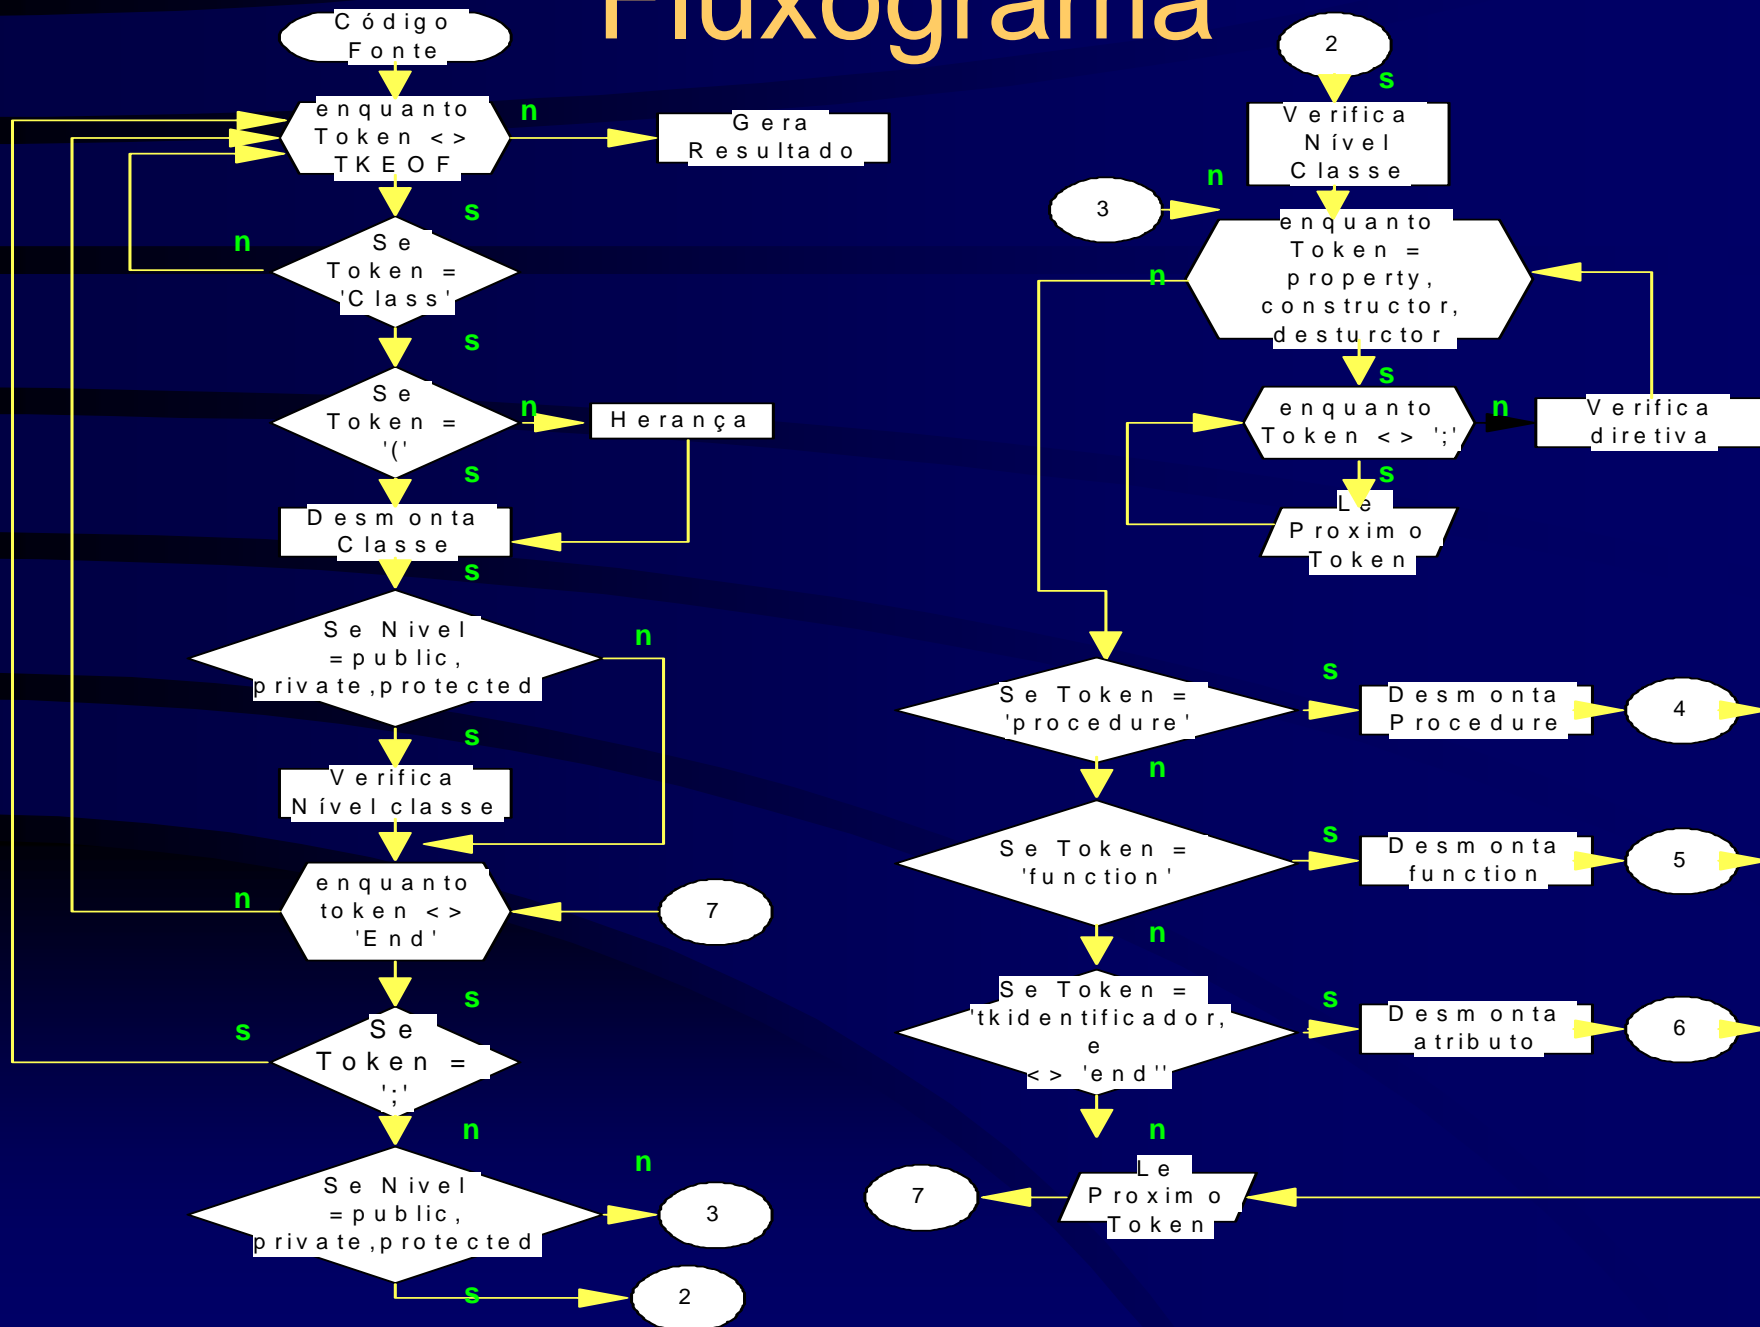 Fluxograma
Código
Fonte
enquanto
Token <>
TKEOF
n
Gera
Resultado
s
n
Se
Token =
'Class'
s
Se
Token =
'('
n
Herança
s
Desmonta
Classe
s
Se Nivel
=public,
private,protected
n
s
Verifica
Nível classe
enquanto
token <>
'End'
n
7
s
s
Se
Token =
';'
n
n
Se Nivel
=public,
private,protected
3
s
2
2
s
Verifica
Nível
Classe
n
3
enquanto
Token =
property,
constructor,
desturctor
n
s
enquanto
Token <> ';'
n
Verifica
diretiva
s
Le
Proximo
Token
Se Token =
'procedure'
s
Desmonta
Procedure
4
n
Se Token =
'function'
s
Desmonta
function
5
n
Se Token =
'tkidentificador,
e
<> 'end''
s
Desmonta
atributo
6
n
Le
Proximo
Token
7